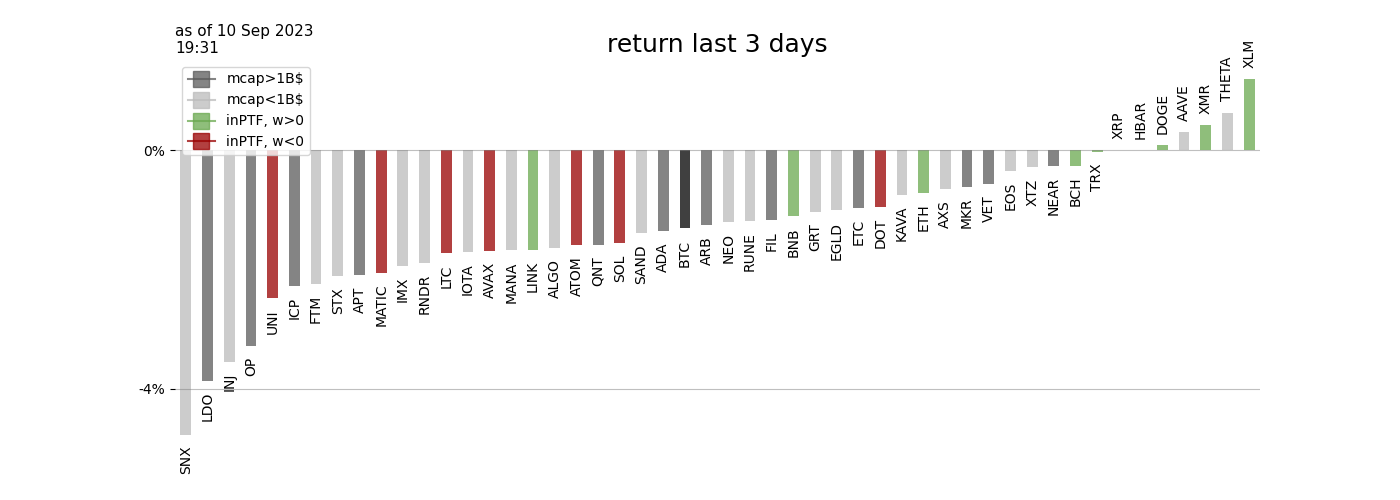 as of 10 Sep 2023
19:31
return last 3 days
mcap>1B$
mcap<1B$
inPTF, w>0
inPTF, w<0
0%
-4%
SNX
LDO
INJ
OP
UNI
ICP
FTM
STX
APT
MATIC
IMX
RNDR
LTC
IOTA
AVAX
MANA
LINK
ALGO
ATOM
QNT
SOL
SAND
ADA
BTC
ARB
NEO
RUNE
FIL
BNB
GRT
EGLD
ETC
DOT
KAVA
ETH
AXS
MKR
VET
EOS
XTZ
NEAR
BCH
TRX
XRP
HBAR
DOGE
AAVE
XMR
THETA
XLM